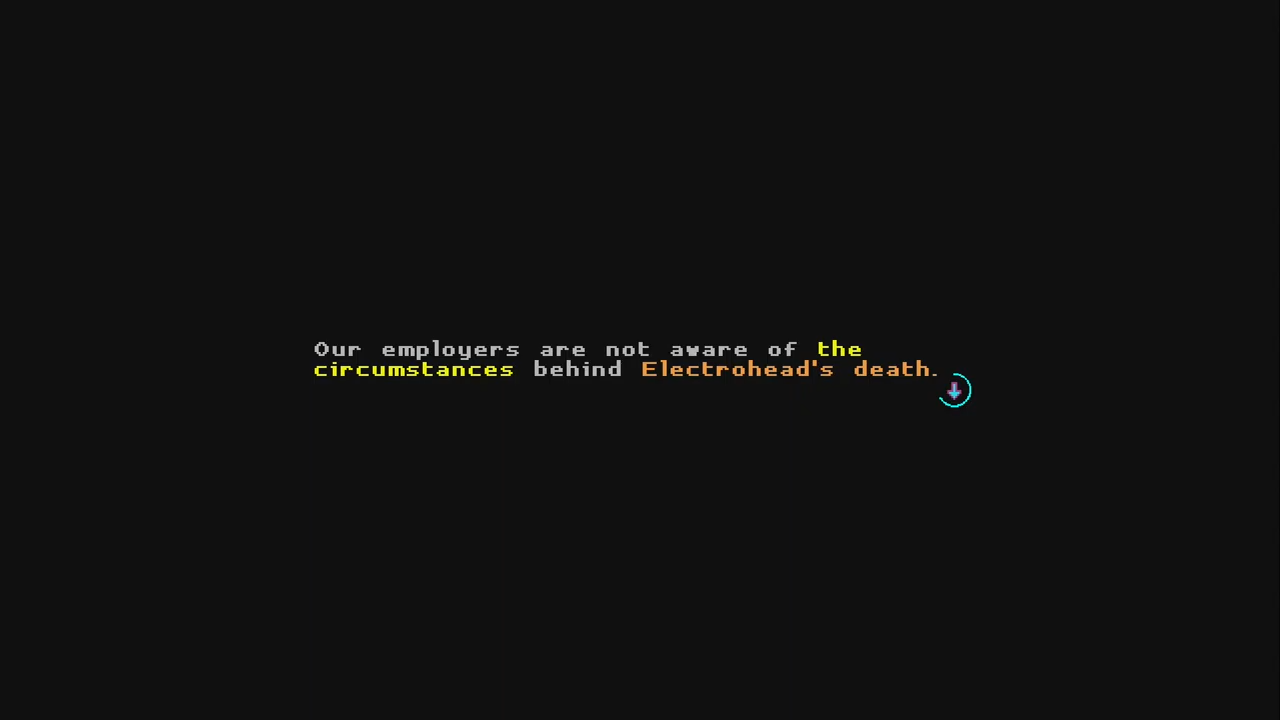 Our employers are not aware of the
circumstances behind Electrohead's death.